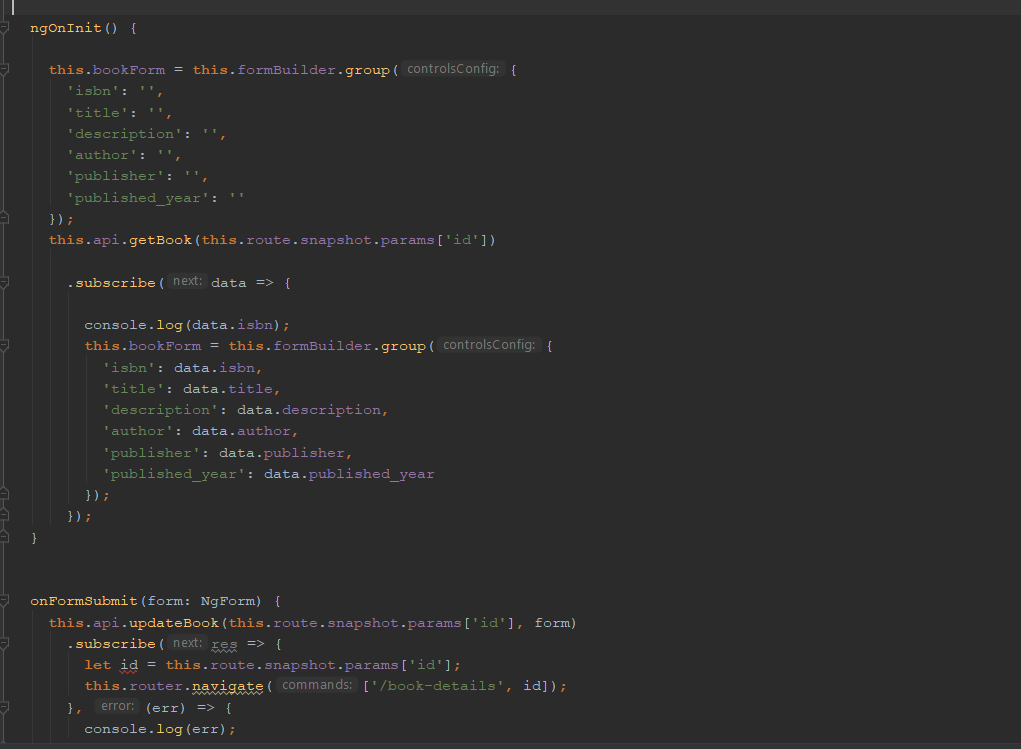 ngOnInit() {
this.bookForm = this.formBuilder.group( controlsConfig: {
'isbn': '',
'title': '',
'description': '',
'author': '',
'publisher': '',
'published_year': ''
});
this.api.getBook(this.route.snapshot.params['id'])
.subscribe( next: data => {
console.log(data.isbn);
this.bookForm = this.formBuilder.group( controlsConfig: {
'isbn': data.isbn,
'title': data.title,
'description': data.description,
'author': data.author,
'publisher': data.publisher,
'published_year': data.published_year
});
});
}
onFormSubmit(form: NgForm) {
this.api.updateBook(this.route.snapshot.params['id'], form)
.subscribe( next: res => {
let id = this.route.snapshot.params['id'];
this.router.navigate( commands: ['/book-details', id]);
}, error: (err) => {
console.log(err);